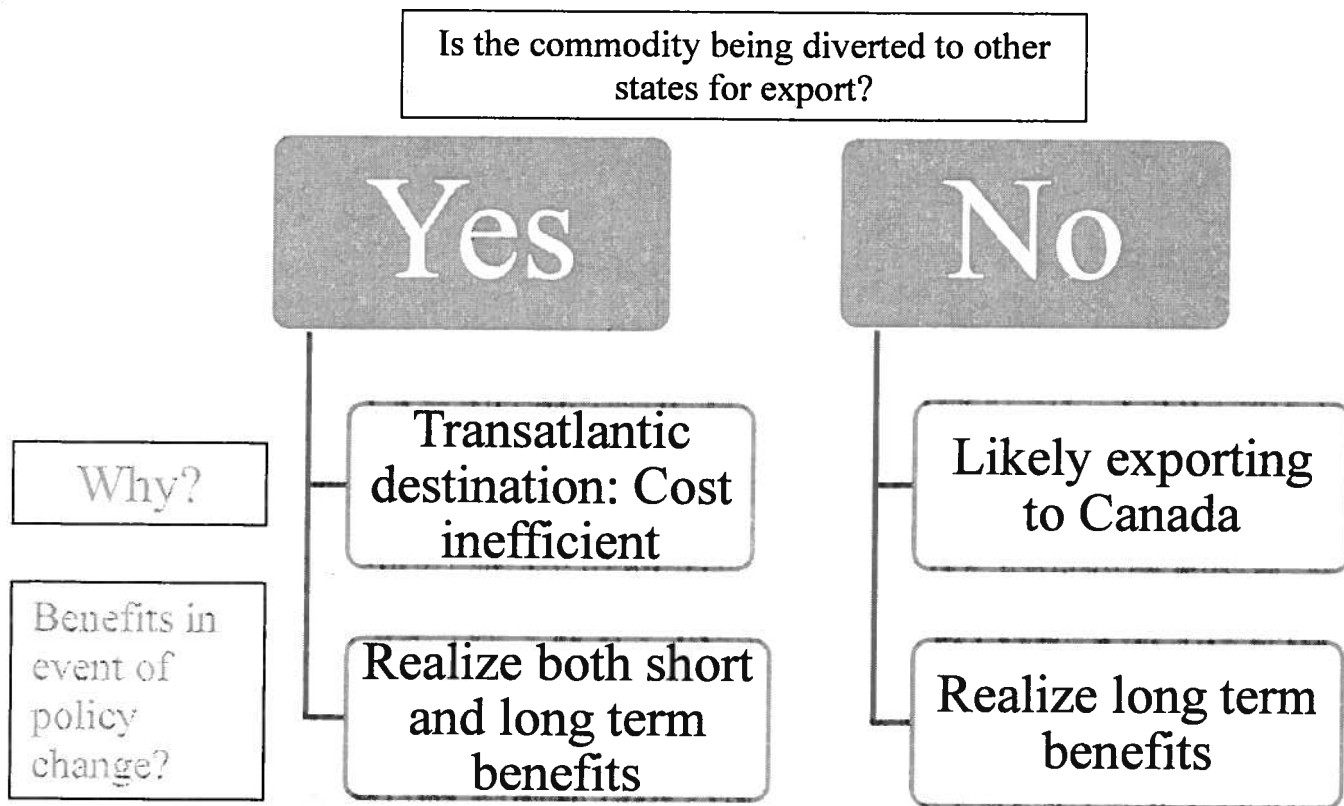 Is the commodity being diverted to other
states for export?
Yes
No
Why?
Transatlantic
destination: Cost
inefficient
Likely exporting
to Canada
Benefits in
event of
policy
change?
Realize both short
and long term
benefits
Realize long term
benefits